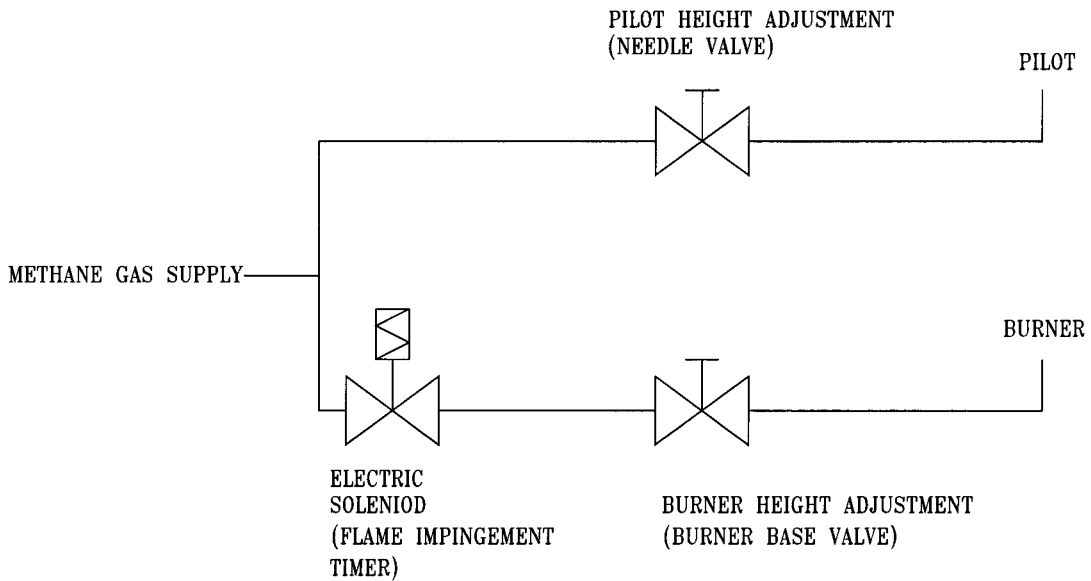 PILOT HEIGHT ADJUSTMENT
(NEEDLE VALVE)
PILOT
METHANE GAS SUPPLY
BURNER
ELECTRIC
SOLENIOD
(FLAME IMPINGEMENT
TIMER)
BURNER HEIGHT ADJUSTMENT
(BURNER BASE VALVE)